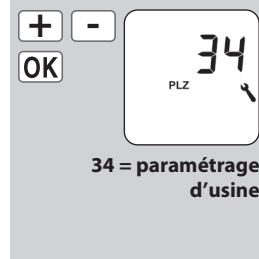 + -
34
OK
PLZ
34 = paramétrage
d'usine